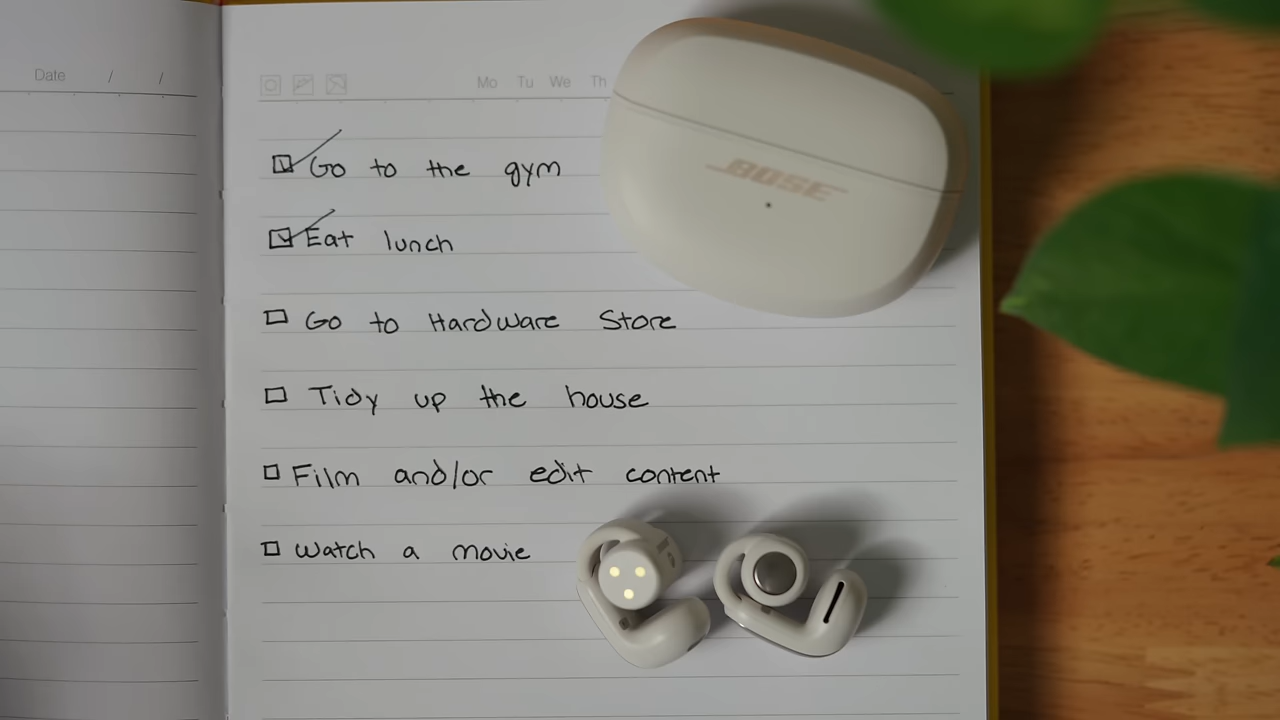 Date / /
Mo Tu We Th
Go to the gym
Eat lunch
Go to Hardware Store
Tidy up the house
Film and/or edit content
Watch a movie
BOSE